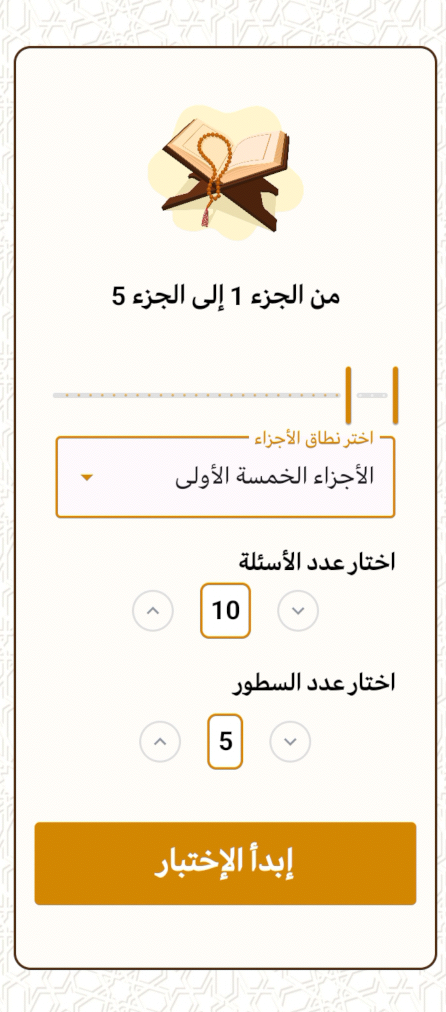 من الجزء 1 إلى الجزء 5
اختر نطاق الأجزاء
الأجزاء الخمسة الأولى
اختار عدد الأسئلة
10
اختار عدد السطور
5
إبدأ الإختبار